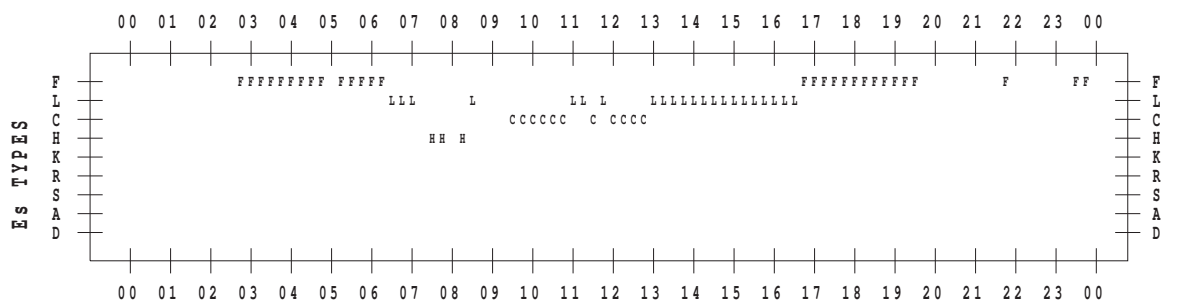 00 01 02 03 04 05 06 07 08 09 10 11 12 13 14 15 16 17 18 19 20 21 22 23 00
Es TYPES
F FFFFFFFFF FFFFF FFFFFFFFFFFF F FF F
L LLL L LL L LLLLLLLLLLLLLLL L
C CCCCCC C CCCC C
H HH H H
K K
R R
S S
A A
D D
00 01 02 03 04 05 06 07 08 09 10 11 12 13 14 15 16 17 18 19 20 21 22 23 00